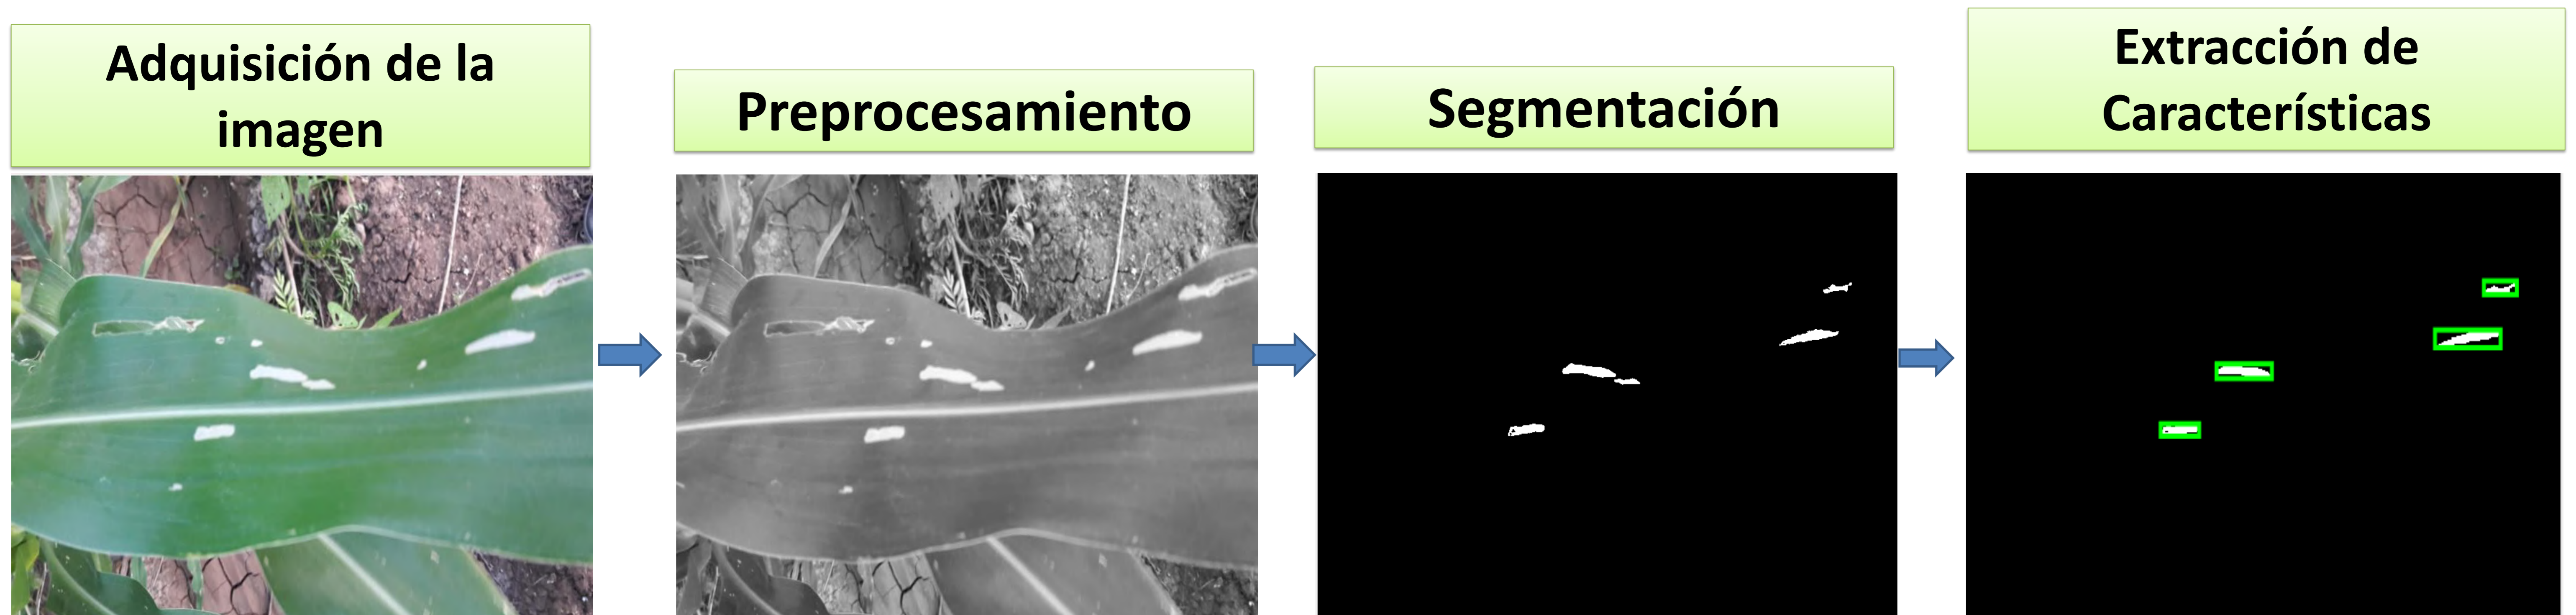 Adquisición de la
imagen
Preprocesamiento
Segmentación
Extracción de
Características